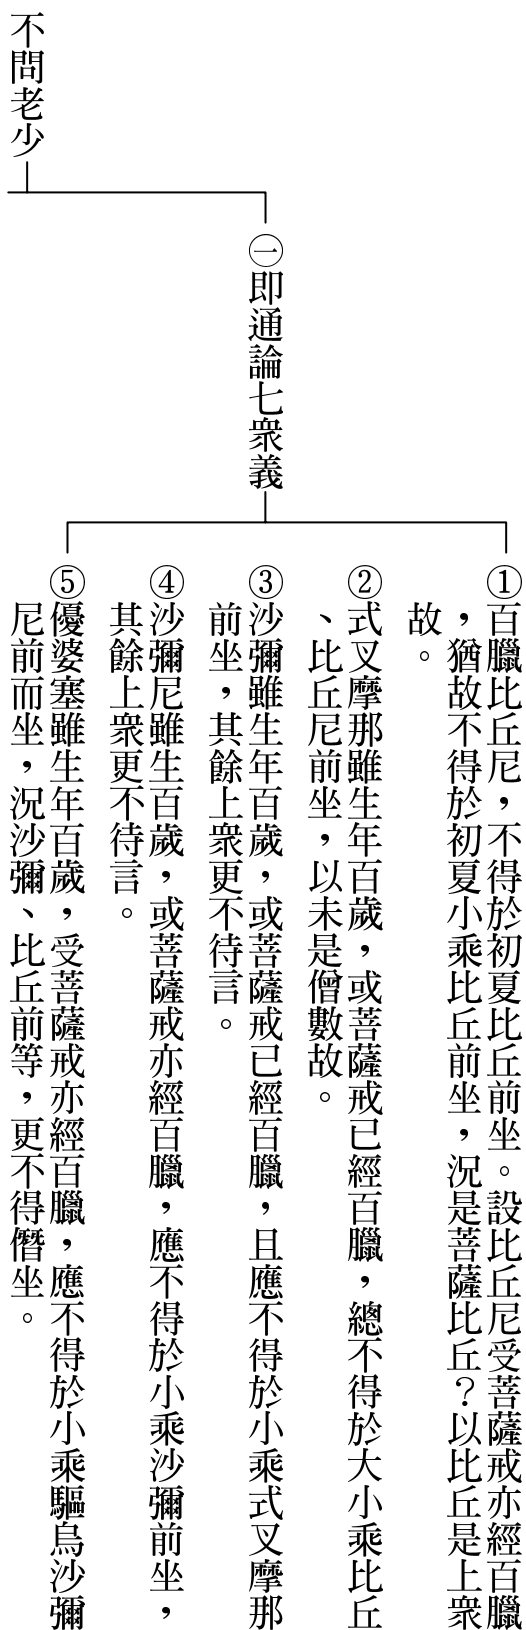 不問老少
㊀即通論七衆義
①百臘比丘尼,不得於初夏比丘前坐。設比丘尼受菩薩戒亦經百臘
,猶故不得於初夏小乘比丘前坐,況是菩薩比丘?以比丘是上衆
故。
②式叉摩那雖生年百歲,或菩薩戒已經百臘,總不得於大小乘比丘
、比丘尼前坐,以未是僧數故。
③沙彌雖生年百歲,或菩薩戒已經百臘,且應不得於小乘式叉摩那
前坐,其餘上衆更不待言。
④沙彌尼雖生百歲,或菩薩戒亦經百臘,應不得於小乘沙彌前坐,
其餘上衆更不待言。
⑤優婆塞雖生年百歲,受菩薩戒亦經百臘,應不得於小乘驅烏沙彌
尼前而坐,況沙彌、比丘前等,更不得僭坐。